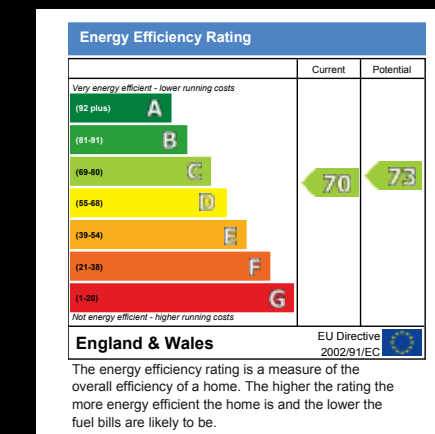 Energy Efficiency Rating
Current Potential
Very energy efficient - lower running costs
(92 plus) A
(81-91) B
(69-80) C
70 73
(55-68) D
(39-54) E
(21-38) F
(1-20) G
Not energy efficient - higher running costs
England & Wales
EU Directive
2002/91/EC
The energy efficiency rating is a measure of the
overall efficiency of a home. The higher the rating the
more energy efficient the home is and the lower the
fuel bills are likely to be.